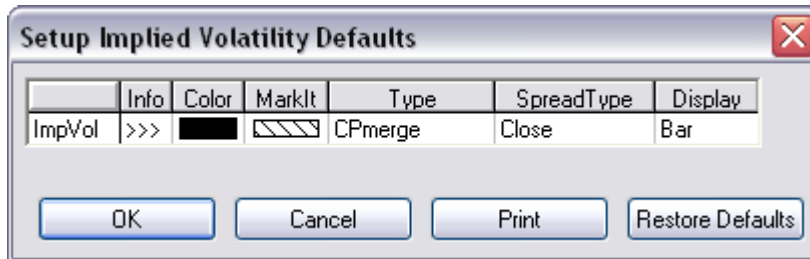 Setup Implied Volatility Defaults
Info Color MarkIt Type SpreadType Display
ImpVol >>> CPmerge Close Bar
OK Cancel Print Restore Defaults